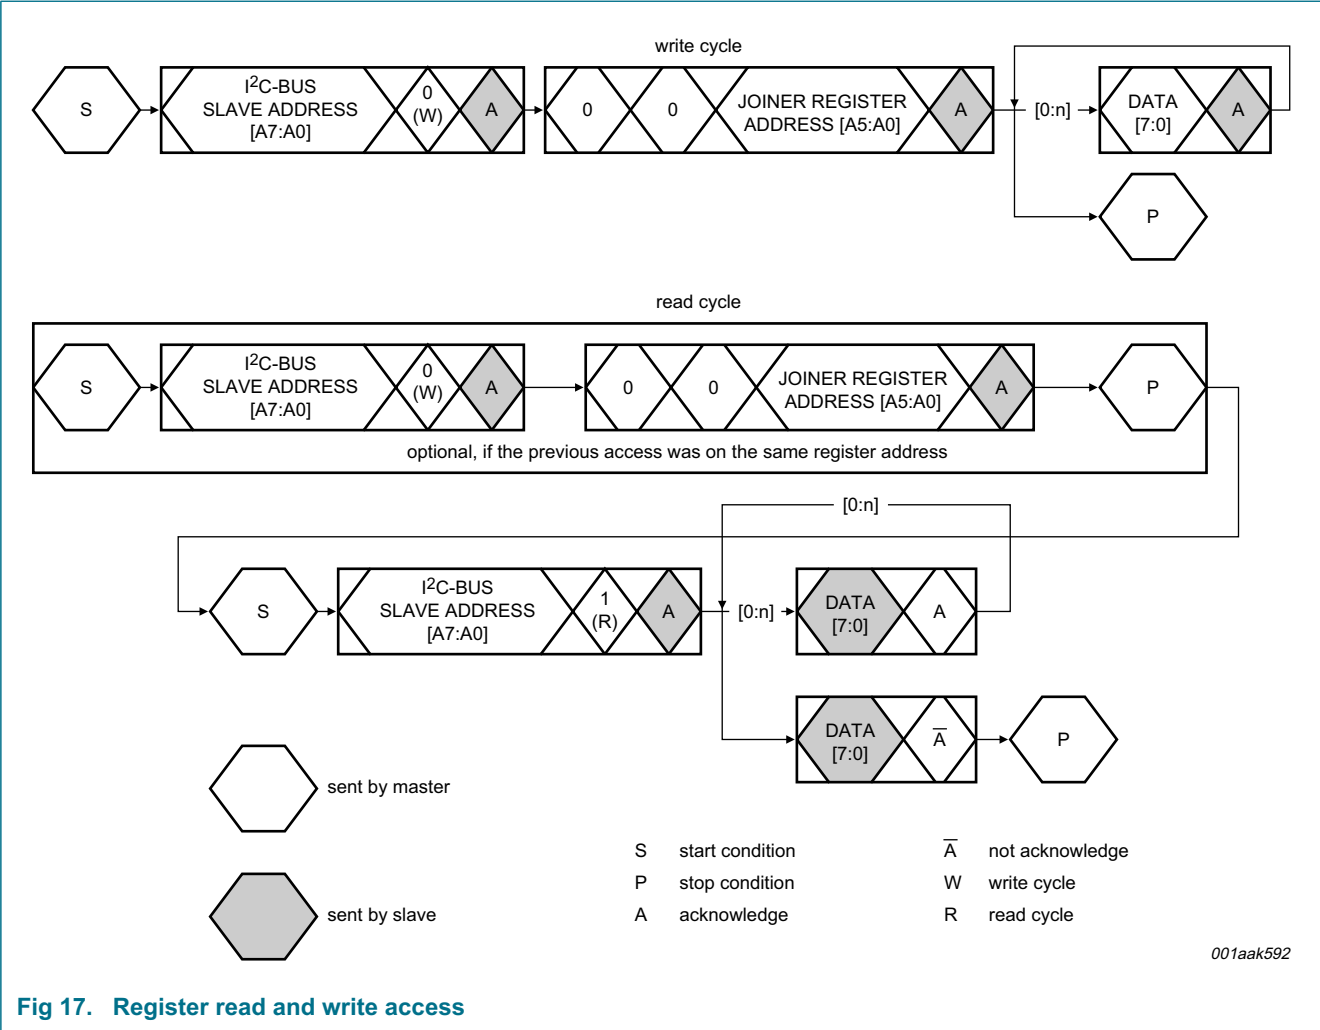 write cycle
S
I²C-BUS
SLAVE ADDRESS
[A7:A0]
0
(W)
A
0
0
JOINER REGISTER
ADDRESS [A5:A0]
A
[0:n]
DATA
[7:0]
A
P
read cycle
S
I²C-BUS
SLAVE ADDRESS
[A7:A0]
0
(W)
A
0
0
JOINER REGISTER
ADDRESS [A5:A0]
A
P
optional, if the previous access was on the same register address
[0:n]
S
I²C-BUS
SLAVE ADDRESS
[A7:A0]
1
(R)
A
[0:n]
DATA
[7:0]
A
DATA
[7:0]
A̅
P
sent by master
sent by slave
S start condition
P stop condition
A acknowledge
A̅ not acknowledge
W write cycle
R read cycle
001aak592
Fig 17. Register read and write access